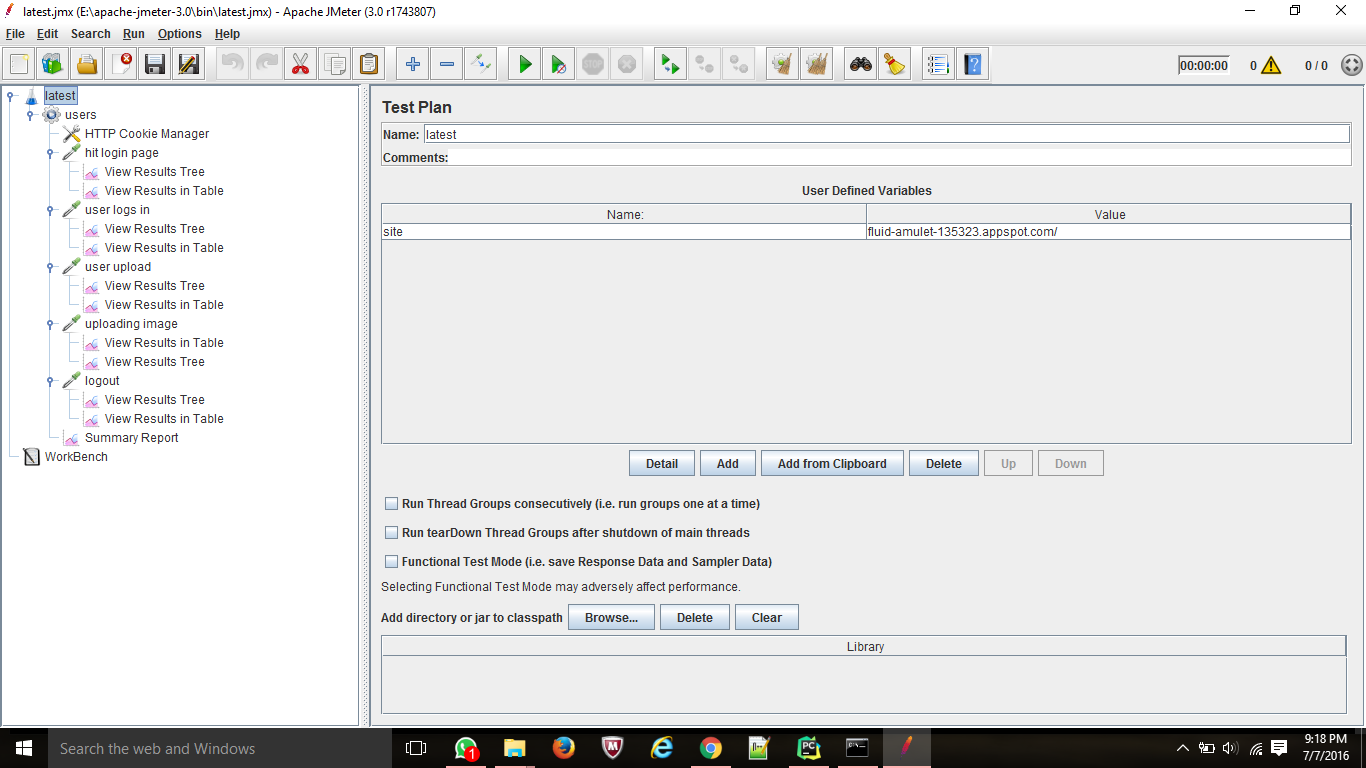 latest.jmx (E:\apache-jmeter-3.0\bin\latest.jmx) - Apache JMeter (3.0 r1743807)
File Edit Search Run Options Help
00:00:00 0 0 / 0
latest
users
HTTP Cookie Manager
hit login page
View Results Tree
View Results in Table
user logs in
View Results Tree
View Results in Table
user upload
View Results Tree
View Results in Table
uploading image
View Results in Table
View Results Tree
logout
View Results Tree
View Results in Table
Summary Report
WorkBench
Test Plan
Name: latest
Comments:
User Defined Variables
Name: Value
site fluid-amulet-135323.appspot.com/
Detail Add Add from Clipboard Delete Up Down
Run Thread Groups consecutively (i.e. run groups one at a time)
Run tearDown Thread Groups after shutdown of main threads
Functional Test Mode (i.e. save Response Data and Sampler Data)
Selecting Functional Test Mode may adversely affect performance.
Add directory or jar to classpath Browse... Delete Clear
Library
Search the web and Windows
1
PC
9:18 PM
7/7/2016